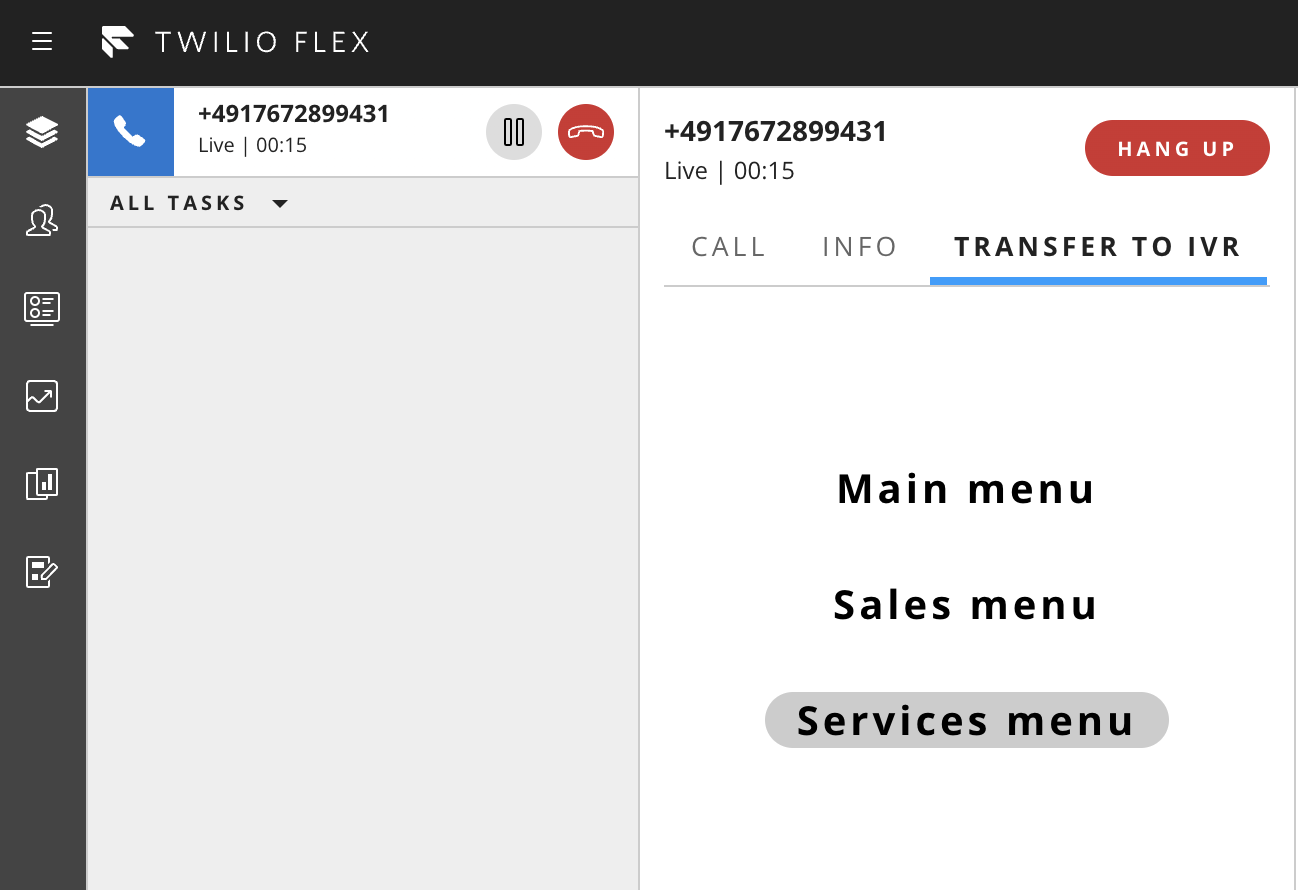 TWILIO FLEX
+4917672899431
Live | 00:15
ALL TASKS
+4917672899431
Live | 00:15
HANG UP
CALL INFO TRANSFER TO IVR
Main menu
Sales menu
Services menu